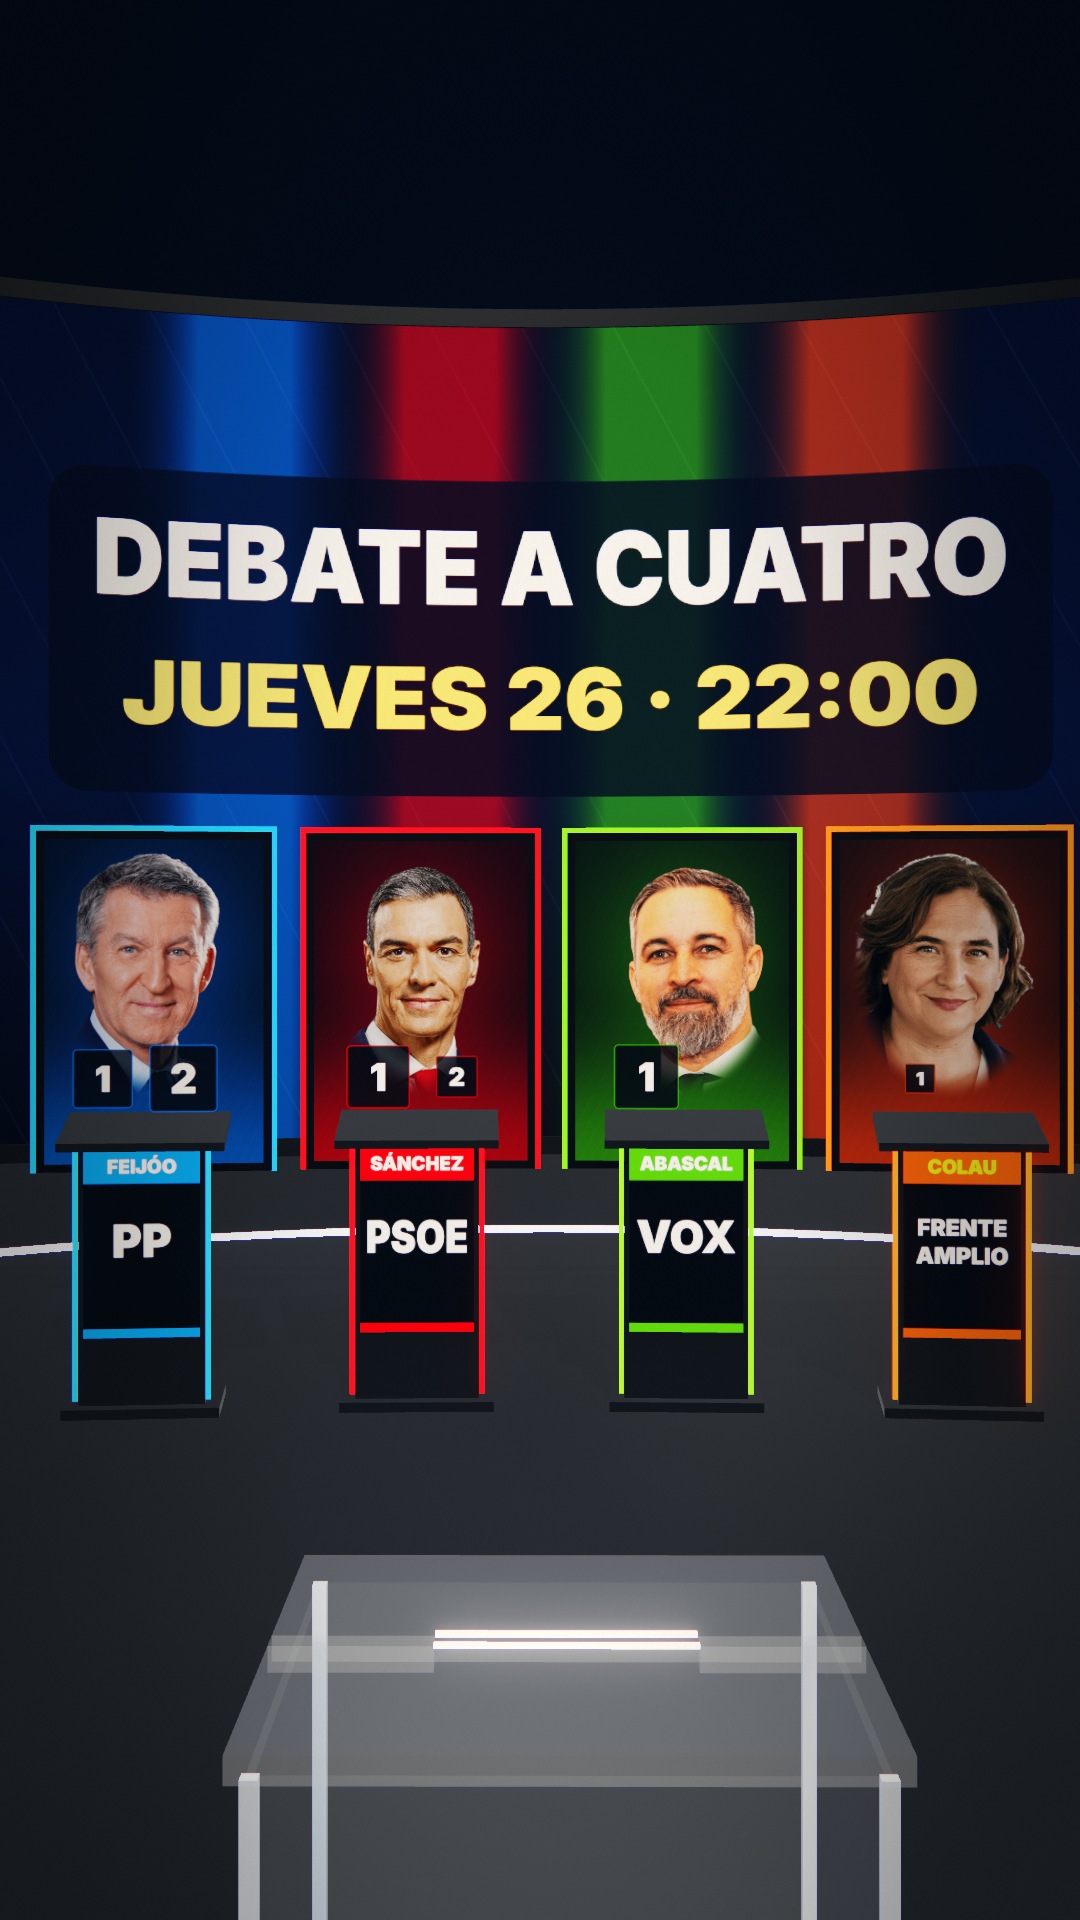 DEBATE A CUATRO
JUEVES 26 · 22:00
1 2
1 2
1
1
FEIJÓO
PP
SÁNCHEZ
PSOE
ABASCAL
VOX
COLAU
FRENTE
AMPLIO